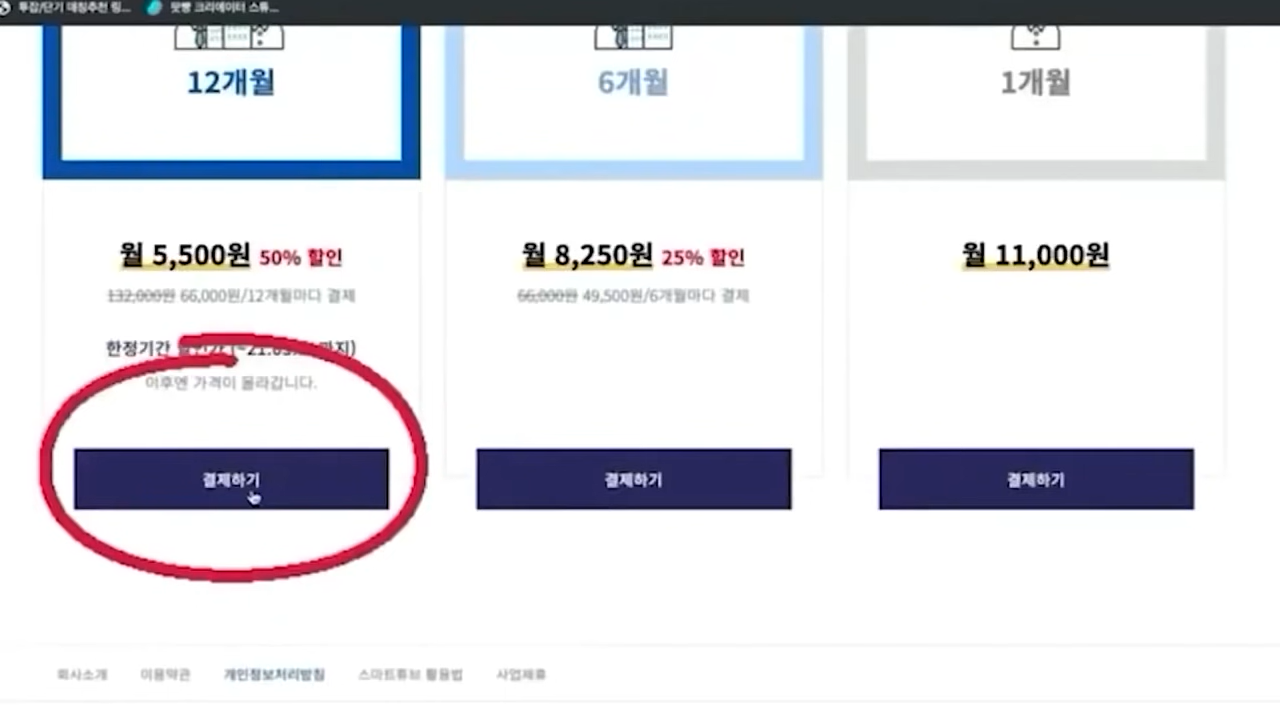 투잡/단기 매칭추천 링...
팟빵 크리에이터 스튜...
12개월
6개월
1개월
월 5,500원 50% 할인
월 8,250원 25% 할인
월 11,000원
132,000원 66,000원/12개월마다 결제
66,000원 49,500원/6개월마다 결제
한정기간
까지)
이후엔 가격이 올라갑니다.
결제하기
결제하기
결제하기
회사소개
이용약관
개인정보처리방침
스마트튜브 활용법
사업제휴